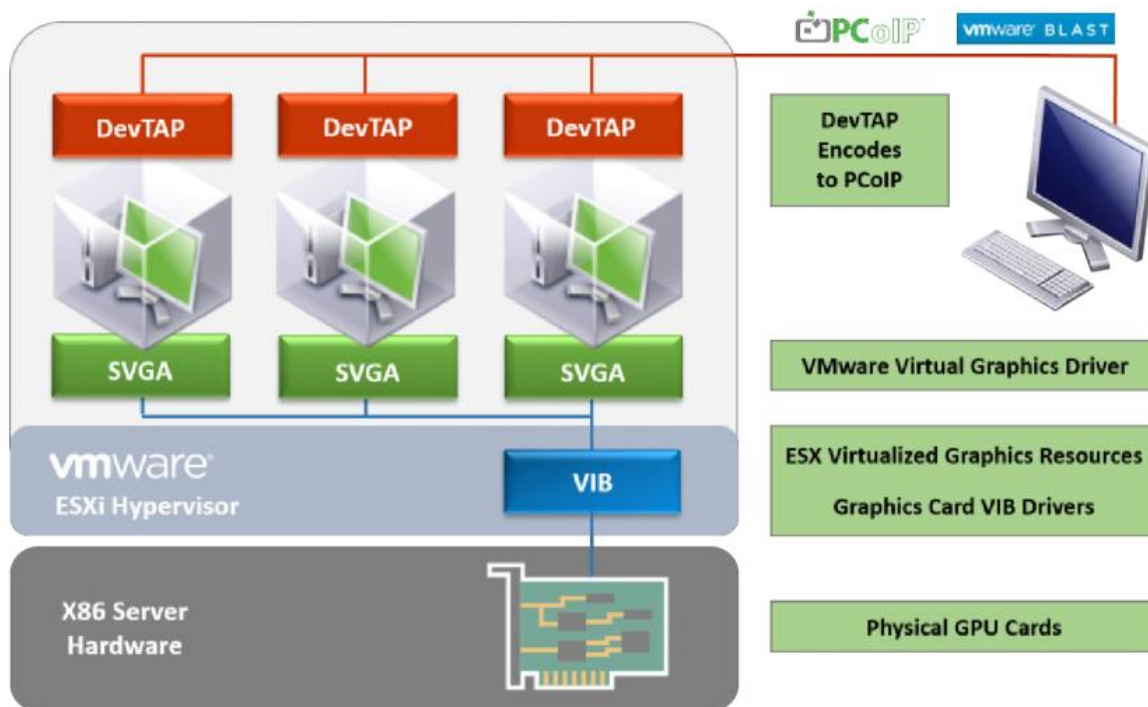 PCoIP
vmware BLAST
DevTAP
DevTAP
DevTAP
DevTAP
Encodes
to PCoIP
SVGA
SVGA
SVGA
VMware Virtual Graphics Driver
vmware
ESXi Hypervisor
VIB
ESX Virtualized Graphics Resources
Graphics Card VIB Drivers
X86 Server
Hardware
Physical GPU Cards